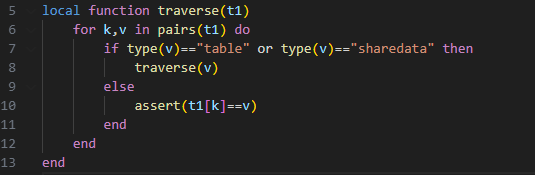 5 local function traverse(t1)
6     for k,v in pairs(t1) do
7         if type(v)=="table" or type(v)=="sharedata" then
8             traverse(v)
9         else
10             assert(t1[k]==v)
11         end
12     end
13 end